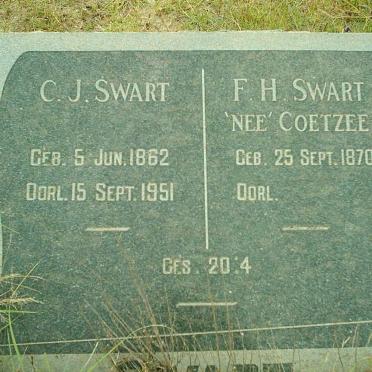 C. J. SWART
GEB. 5 JUN. 1862
OORL. 15 SEPT. 1951
F. H. SWART
'NEE' COETZEE
GEB. 25 SEPT. 1870
OORL.
GES. 20:4